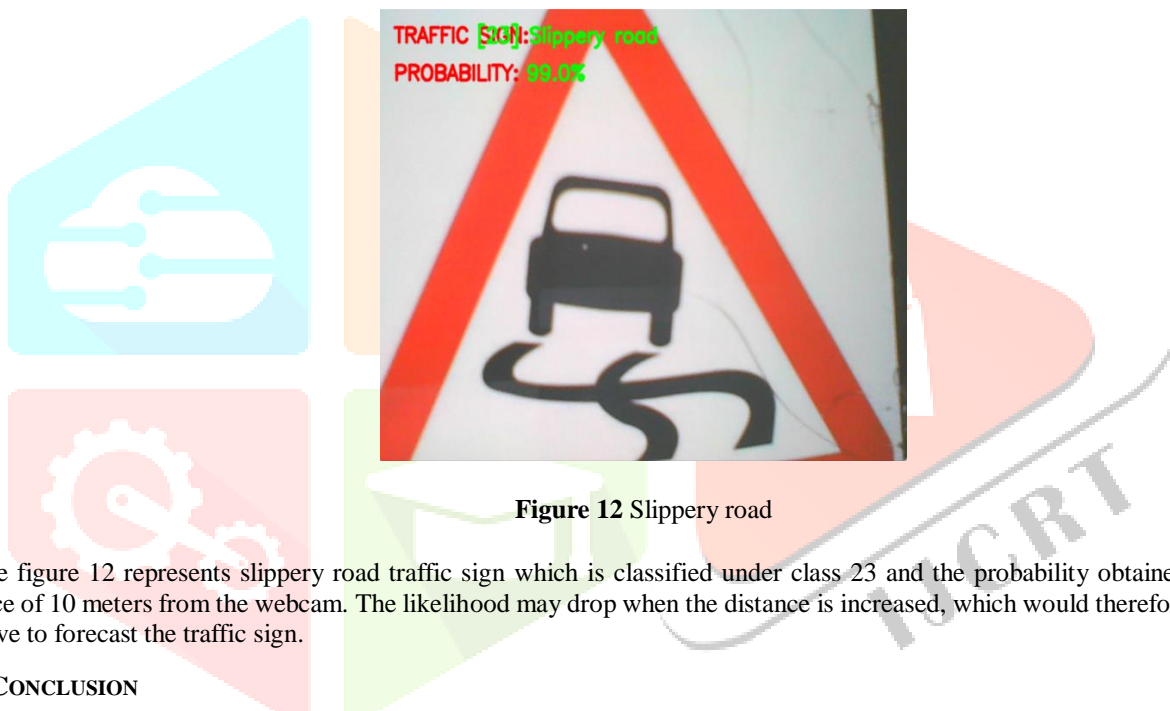 TRAFFIC SIGN: [23] Slippery road
PROBABILITY: 99.0%
Figure 12 Slippery road
e figure 12 represents slippery road traffic sign which is classified under class 23 and the probability obtaine
ce of 10 meters from the webcam. The likelihood may drop when the distance is increased, which would therefo
ve to forecast the traffic sign.
CONCLUSION
IJCRT